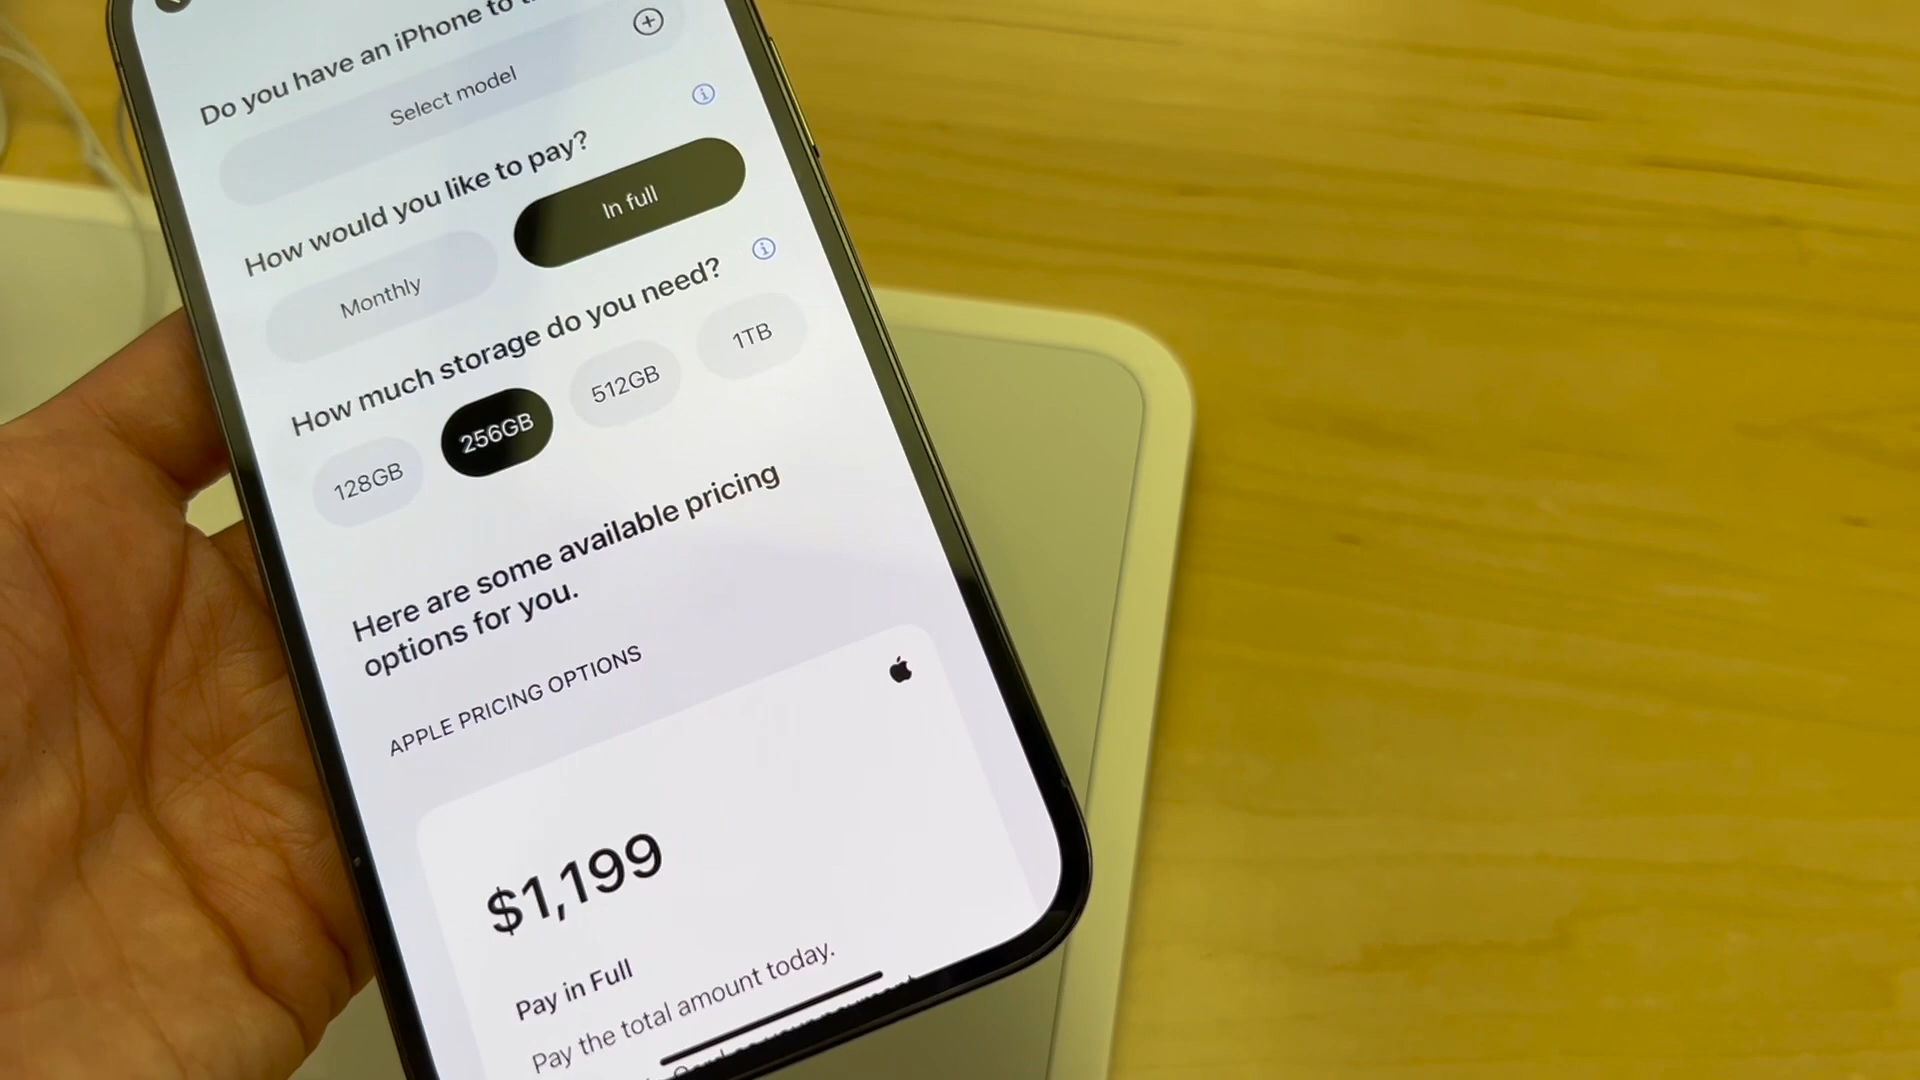 Do you have an iPhone to
Select model
How would you like to pay?
Monthly
In full
How much storage do you need?
128GB
256GB
512GB
1TB
Here are some available pricing
options for you.
APPLE PRICING OPTIONS
$1,199
Pay in Full
Pay the total amount today.